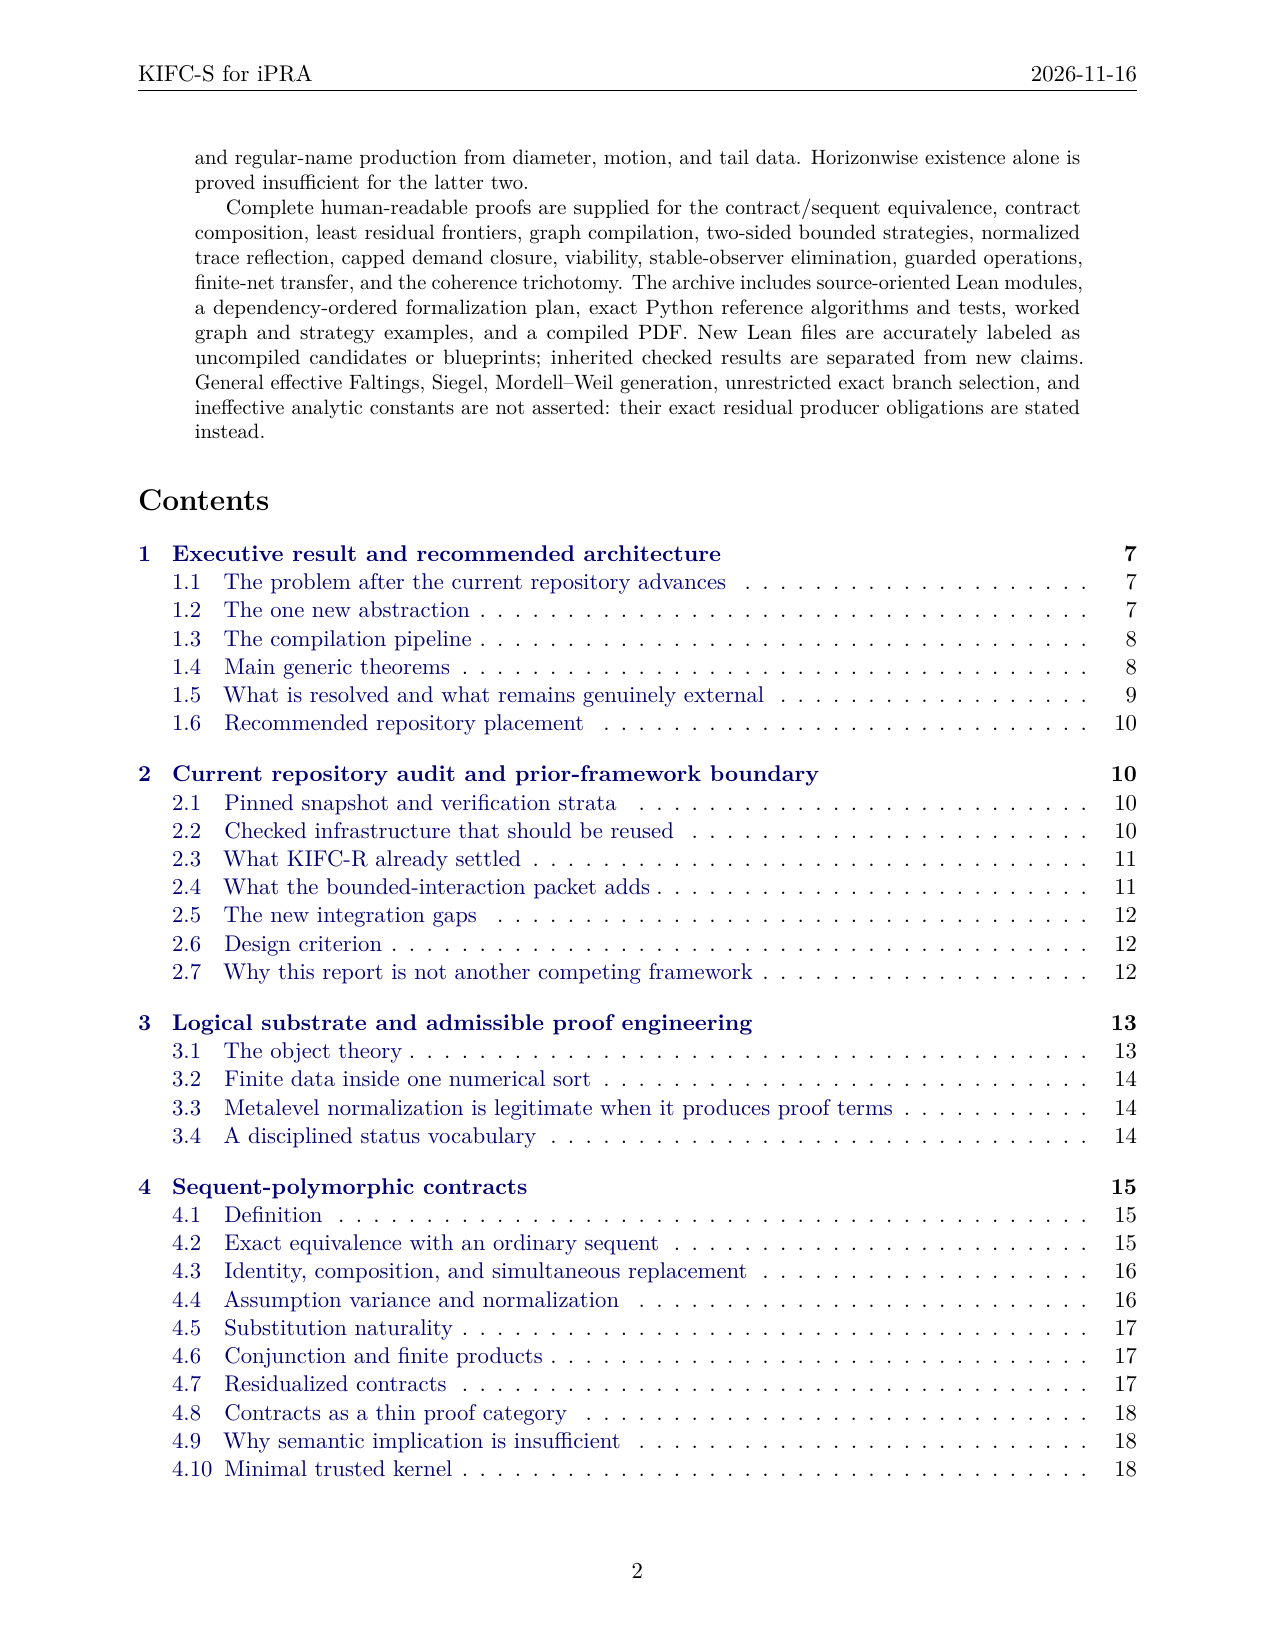 KIFC-S for iPRA 2026-11-16
and regular-name production from diameter, motion, and tail data. Horizonwise existence alone is
proved insufficient for the latter two.
Complete human-readable proofs are supplied for the contract/sequent equivalence, contract
composition, least residual frontiers, graph compilation, two-sided bounded strategies, normalized
trace reflection, capped demand closure, viability, stable-observer elimination, guarded operations,
finite-net transfer, and the coherence trichotomy. The archive includes source-oriented Lean modules,
a dependency-ordered formalization plan, exact Python reference algorithms and tests, worked
graph and strategy examples, and a compiled PDF. New Lean files are accurately labeled as
uncompiled candidates or blueprints; inherited checked results are separated from new claims.
General effective Faltings, Siegel, Mordell–Weil generation, unrestricted exact branch selection, and
ineffective analytic constants are not asserted: their exact residual producer obligations are stated
instead.
Contents
1 Executive result and recommended architecture 7
1.1 The problem after the current repository advances . . . . . . . . . . . . . . . . . . . . 7
1.2 The one new abstraction . . . . . . . . . . . . . . . . . . . . . . . . . . . . . . . . . . . 7
1.3 The compilation pipeline . . . . . . . . . . . . . . . . . . . . . . . . . . . . . . . . . . . 8
1.4 Main generic theorems . . . . . . . . . . . . . . . . . . . . . . . . . . . . . . . . . . . . 8
1.5 What is resolved and what remains genuinely external . . . . . . . . . . . . . . . . . . 9
1.6 Recommended repository placement . . . . . . . . . . . . . . . . . . . . . . . . . . . . 10
2 Current repository audit and prior-framework boundary 10
2.1 Pinned snapshot and verification strata . . . . . . . . . . . . . . . . . . . . . . . . . . 10
2.2 Checked infrastructure that should be reused . . . . . . . . . . . . . . . . . . . . . . . 10
2.3 What KIFC-R already settled . . . . . . . . . . . . . . . . . . . . . . . . . . . . . . . . 11
2.4 What the bounded-interaction packet adds . . . . . . . . . . . . . . . . . . . . . . . . . 11
2.5 The new integration gaps . . . . . . . . . . . . . . . . . . . . . . . . . . . . . . . . . . 12
2.6 Design criterion . . . . . . . . . . . . . . . . . . . . . . . . . . . . . . . . . . . . . . . . 12
2.7 Why this report is not another competing framework . . . . . . . . . . . . . . . . . . . 12
3 Logical substrate and admissible proof engineering 13
3.1 The object theory . . . . . . . . . . . . . . . . . . . . . . . . . . . . . . . . . . . . . . . 13
3.2 Finite data inside one numerical sort . . . . . . . . . . . . . . . . . . . . . . . . . . . . 14
3.3 Metalevel normalization is legitimate when it produces proof terms . . . . . . . . . . . 14
3.4 A disciplined status vocabulary . . . . . . . . . . . . . . . . . . . . . . . . . . . . . . . 14
4 Sequent-polymorphic contracts 15
4.1 Definition . . . . . . . . . . . . . . . . . . . . . . . . . . . . . . . . . . . . . . . . . . . 15
4.2 Exact equivalence with an ordinary sequent . . . . . . . . . . . . . . . . . . . . . . . . 15
4.3 Identity, composition, and simultaneous replacement . . . . . . . . . . . . . . . . . . . 16
4.4 Assumption variance and normalization . . . . . . . . . . . . . . . . . . . . . . . . . . 16
4.5 Substitution naturality . . . . . . . . . . . . . . . . . . . . . . . . . . . . . . . . . . . . 17
4.6 Conjunction and finite products . . . . . . . . . . . . . . . . . . . . . . . . . . . . . . . 17
4.7 Residualized contracts . . . . . . . . . . . . . . . . . . . . . . . . . . . . . . . . . . . . 17
4.8 Contracts as a thin proof category . . . . . . . . . . . . . . . . . . . . . . . . . . . . . 18
4.9 Why semantic implication is insufficient . . . . . . . . . . . . . . . . . . . . . . . . . . 18
4.10 Minimal trusted kernel . . . . . . . . . . . . . . . . . . . . . . . . . . . . . . . . . . . . 18
2